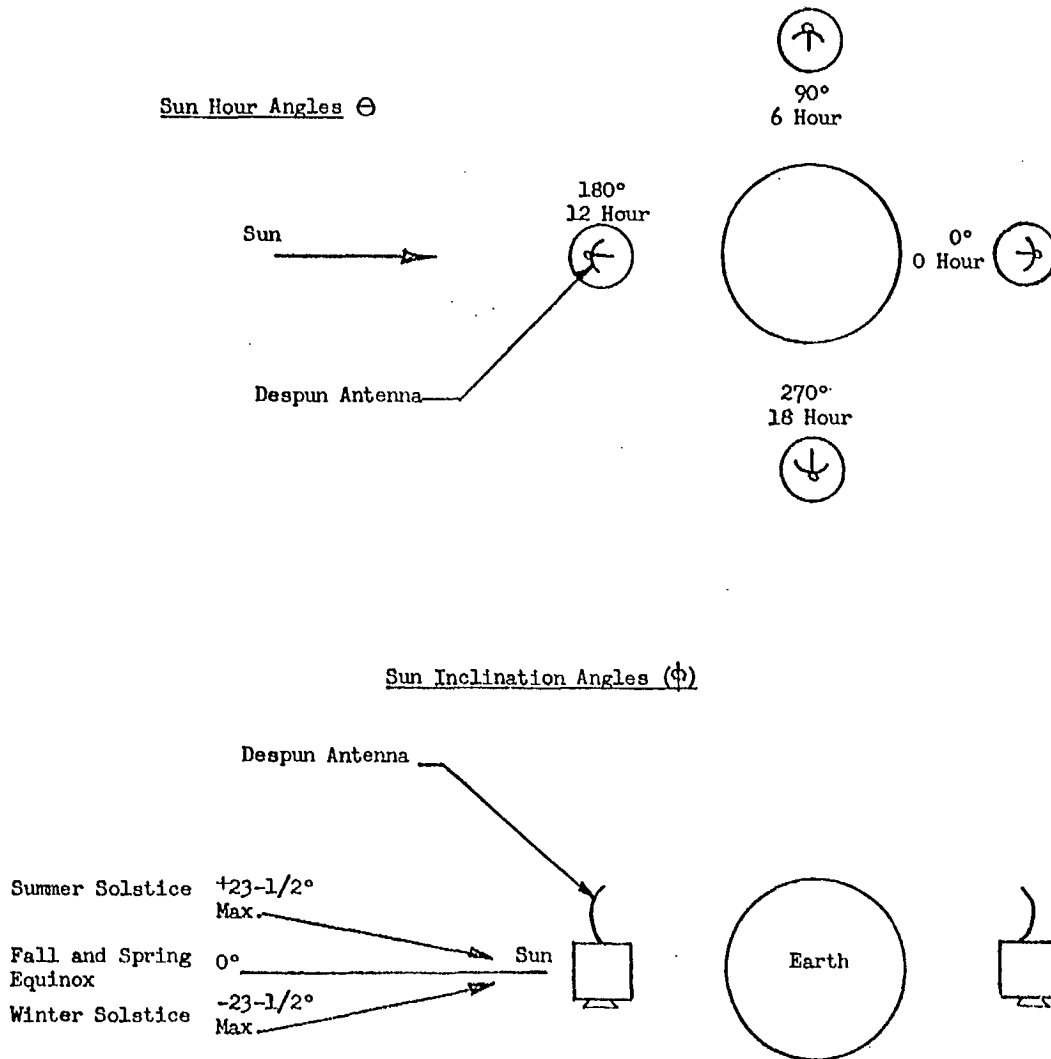 90°
6 Hour
Sun Hour Angles Θ
180°
12 Hour
Sun
0°
0 Hour
Despun Antenna
270°
18 Hour
Sun Inclination Angles (ϕ)
Despun Antenna
Summer Solstice +23-1/2°
Max.
Fall and Spring 0° Sun
Equinox
Earth
Winter Solstice -23-1/2°
Max.